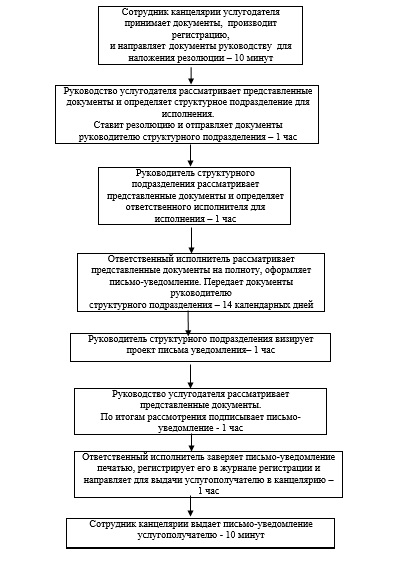 Сотрудник канцелярии услугодателя
принимает документы, производит
регистрацию,
и направляет документы руководству для
наложения резолюции – 10 минут
Руководство услугодателя рассматривает представленные
документы и определяет структурное подразделение для
исполнения.
Ставит резолюцию и отправляет документы
руководителю структурного подразделения – 1 час
Руководитель структурного
подразделения рассматривает
представленные документы и определяет
ответственного исполнителя для
исполнения – 1 час
Ответственный исполнитель рассматривает
представленные документы на полноту, оформляет
письмо-уведомление. Передает документы
руководителю
структурного подразделения – 14 календарных дней
Руководитель структурного подразделения визирует
проект письма уведомления– 1 час
Руководство услугодателя рассматривает
представленные документы.
По итогам рассмотрения подписывает письмо-
уведомление - 1 час
Ответственный исполнитель заверяет письмо-уведомление
печатью, регистрирует его в журнале регистрации и
направляет для выдачи услугополучателю в канцелярию –
1 час
Сотрудник канцелярии выдает письмо-уведомление
услугополучателю - 10 минут